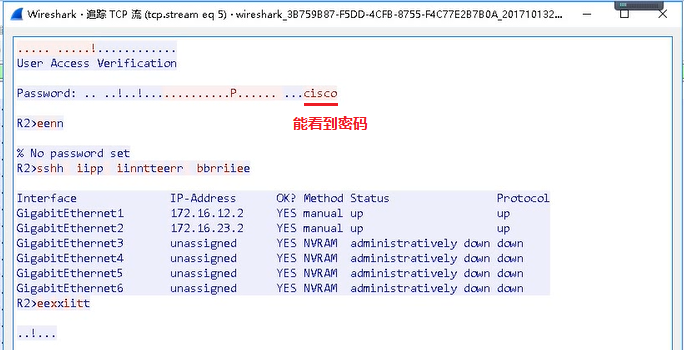 Wireshark · 追踪 TCP 流 (tcp.stream eq 5) · wireshark_3B759B87-F5DD-4CFB-8755-F4C77E2B7B0A_201710132...
..... .....!............
User Access Verification
Password: .. ..!..!............P...... ...cisco
能看到密码
R2>eenn
% No password set
R2>sshh  iipp  iinntteerr  bbrriiee
Interface IP-Address OK? Method Status Protocol
GigabitEthernet1 172.16.12.2 YES manual up up
GigabitEthernet2 172.16.23.2 YES manual up up
GigabitEthernet3 unassigned YES NVRAM administratively down down
GigabitEthernet4 unassigned YES NVRAM administratively down down
GigabitEthernet5 unassigned YES NVRAM administratively down down
GigabitEthernet6 unassigned YES NVRAM administratively down down
R2>eexxiitt
..!...